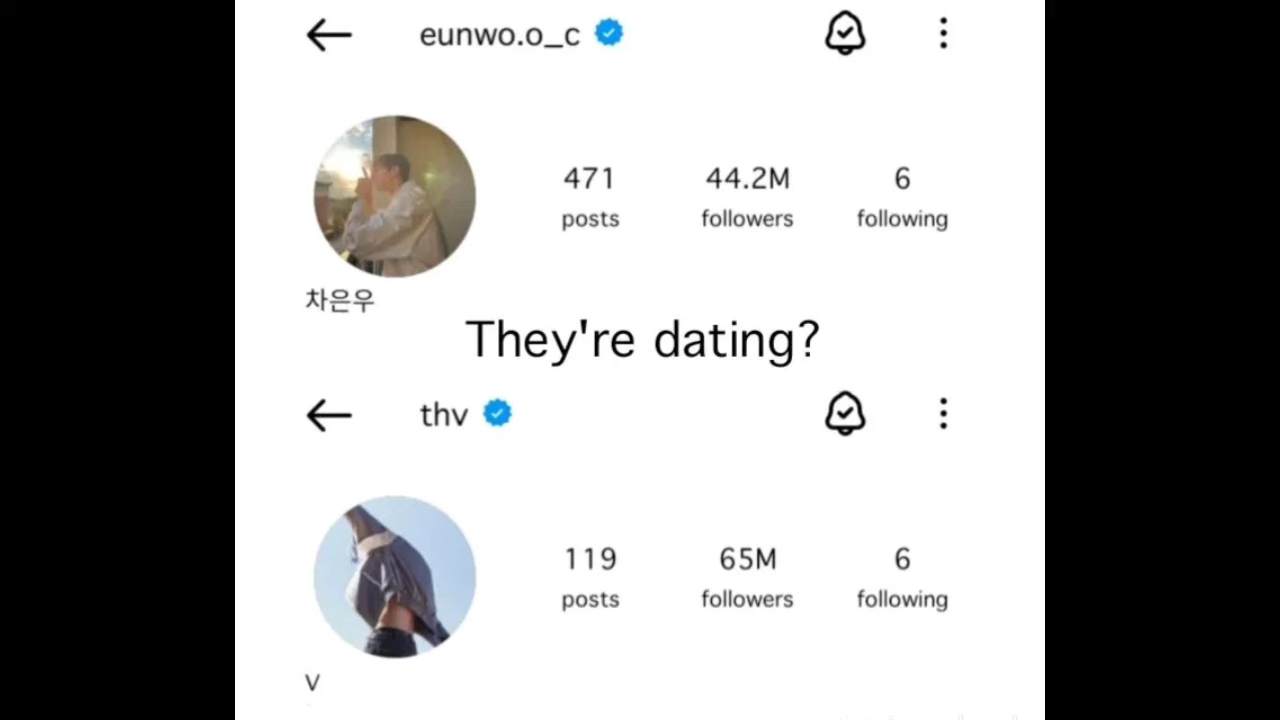 eunwo.o_c
471 44.2M 6
posts followers following
차은우
They're dating?
thv
119 65M 6
posts followers following
V